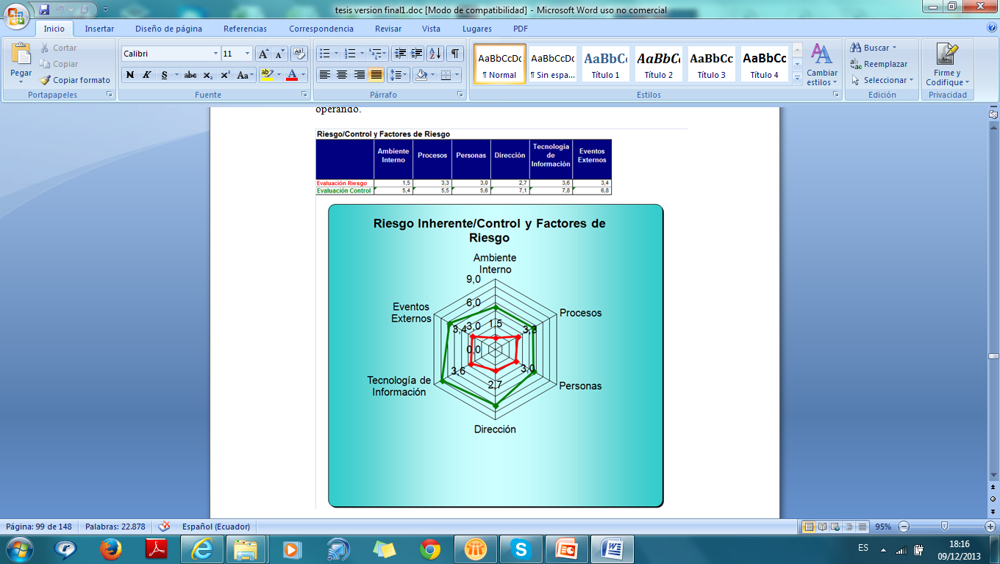 tesis version final1.doc [Modo de compatibilidad] - Microsoft Word uso no comercial
Inicio Insertar Diseño de página Referencias Correspondencia Revisar Vista Lugares PDF
Pegar
Cortar
Copiar
Copiar formato
Portapapeles
Calibri 11
N K S abc x₂ x² Aa ab A
Fuente
Párrafo
AaBbCcDc AaBbCcDc AaBbCc AaBbCc AaBbCc AaBbCc
¶ Normal ¶ Sin espa... Título 1 Título 2 Título 3 Título 4
Cambiar
estilos
Estilos
Buscar
Reemplazar
Seleccionar
Edición
Firme y
Codifique
Privacidad
operando.
Riesgo/Control y Factores de Riesgo
Ambiente Interno Procesos Personas Dirección Tecnología de Información Eventos Externos
Evaluación Riesgo 1,5 3,3 3,0 2,7 3,6 3,4
Evaluación Control 5,4 5,5 5,6 7,1 7,8 6,8
Riesgo Inherente/Control y Factores de
Riesgo
Ambiente
Interno
9,0
6,0
3,0
0,0
Procesos
Personas
Dirección
Tecnología de
Información
Eventos
Externos
1,5
3,3
3,0
2,7
3,6
3,4
Página: 99 de 148 Palabras: 22.878 Español (Ecuador) 95%
ES
18:16
09/12/2013